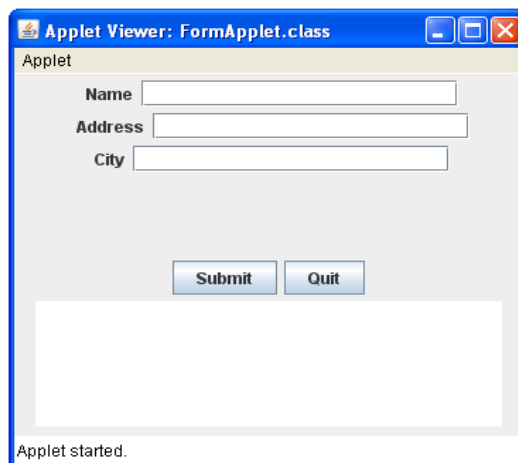 Applet Viewer: FormApplet.class
Applet
Name
Address
City
Submit Quit
Applet started.